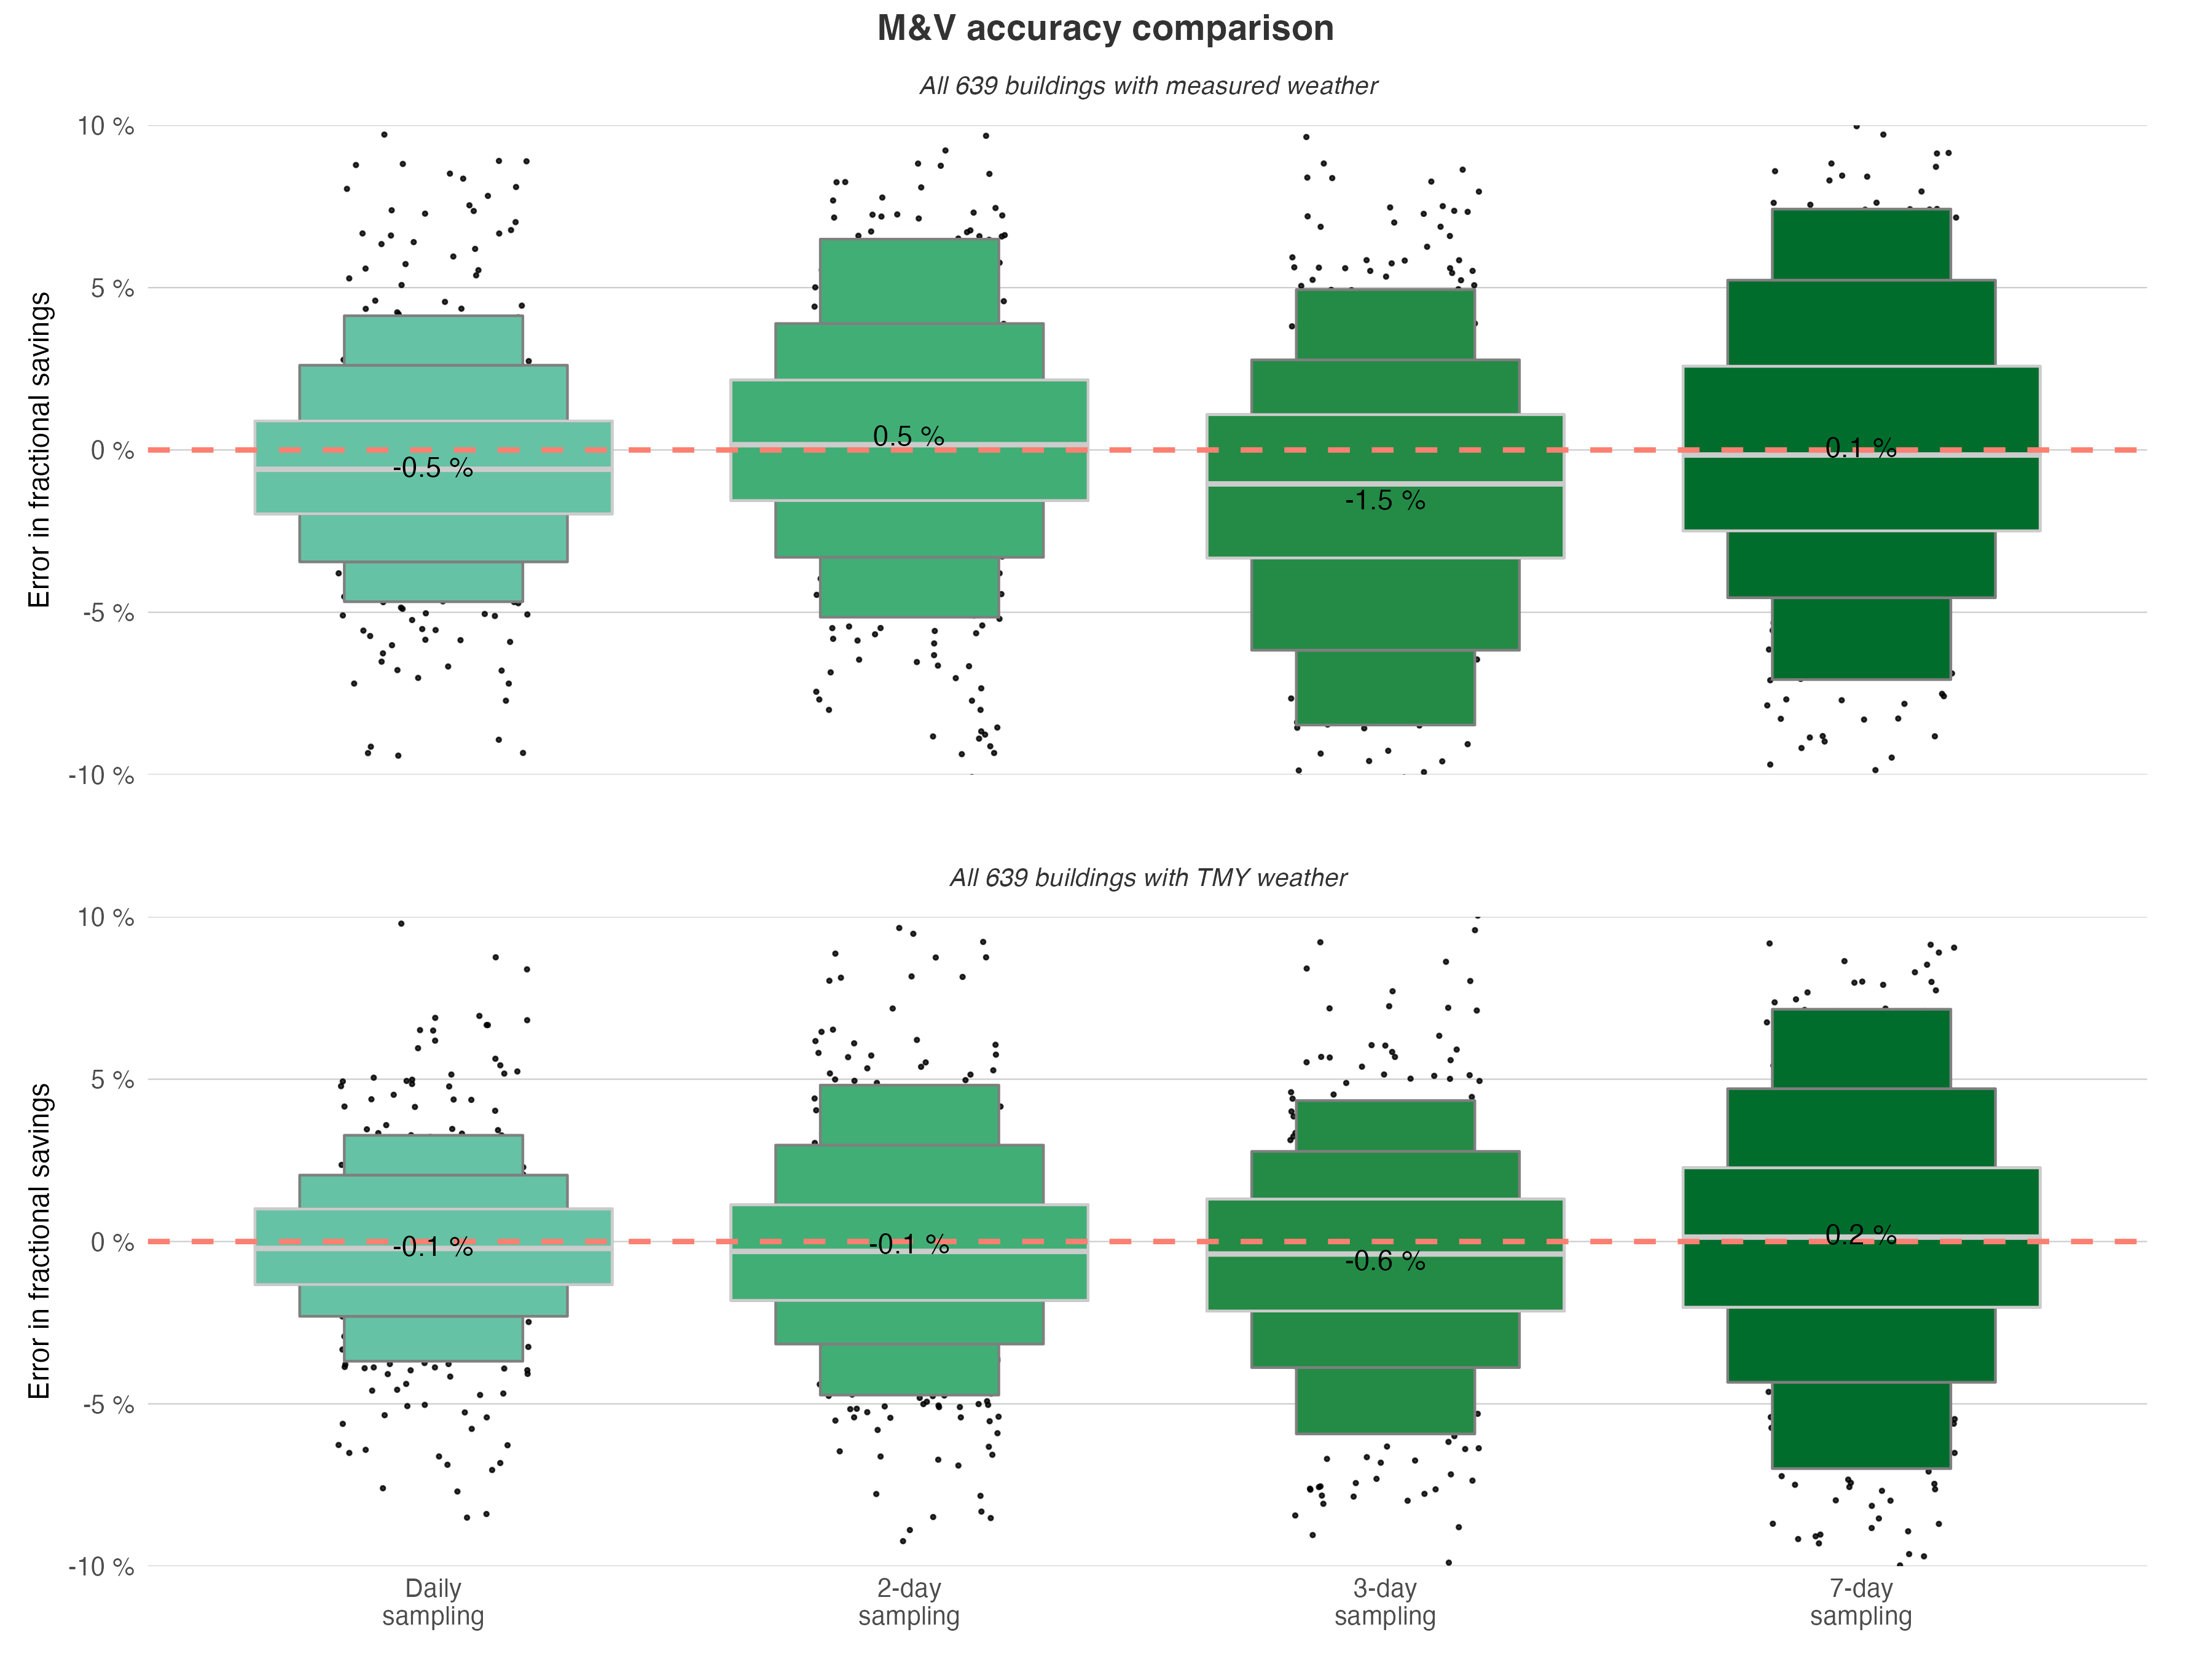 M&V accuracy comparison
All 639 buildings with measured weather
Error in fractional savings
10 %
5 %
0 %
-5 %
-10 %
-0.5 %
0.5 %
-1.5 %
0.1 %
All 639 buildings with TMY weather
Error in fractional savings
10 %
5 %
0 %
-5 %
-10 %
-0.1 %
-0.1 %
-0.6 %
0.2 %
Daily
sampling
2-day
sampling
3-day
sampling
7-day
sampling